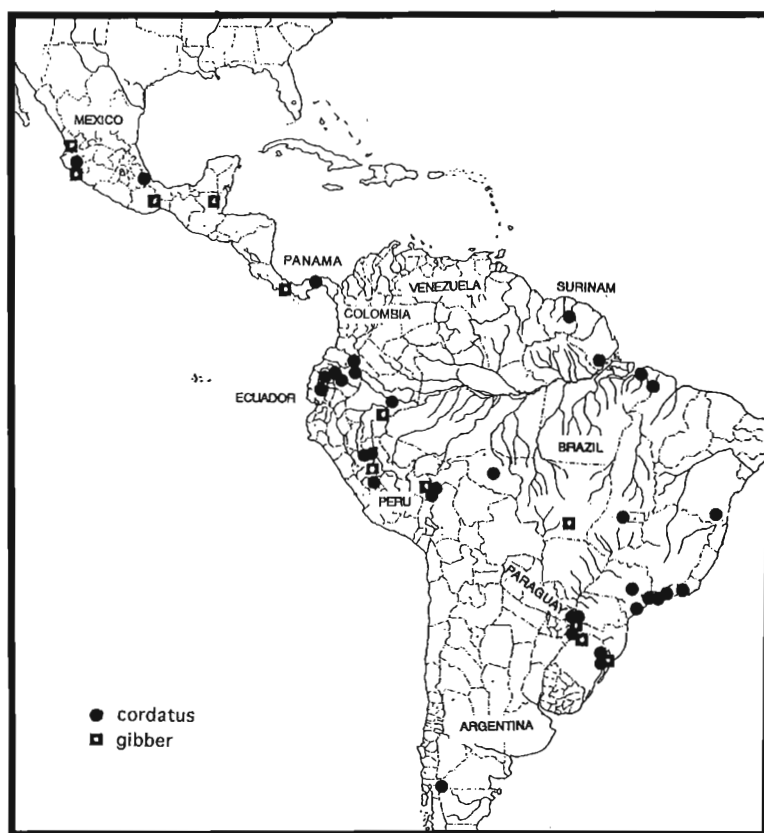 MEXICO
PANAMA
VENEZUELA
SURINAM
COLOMBIA
ECUADOR
BRAZIL
PERU
PARAGUAY
ARGENTINA
cordatus
gibber